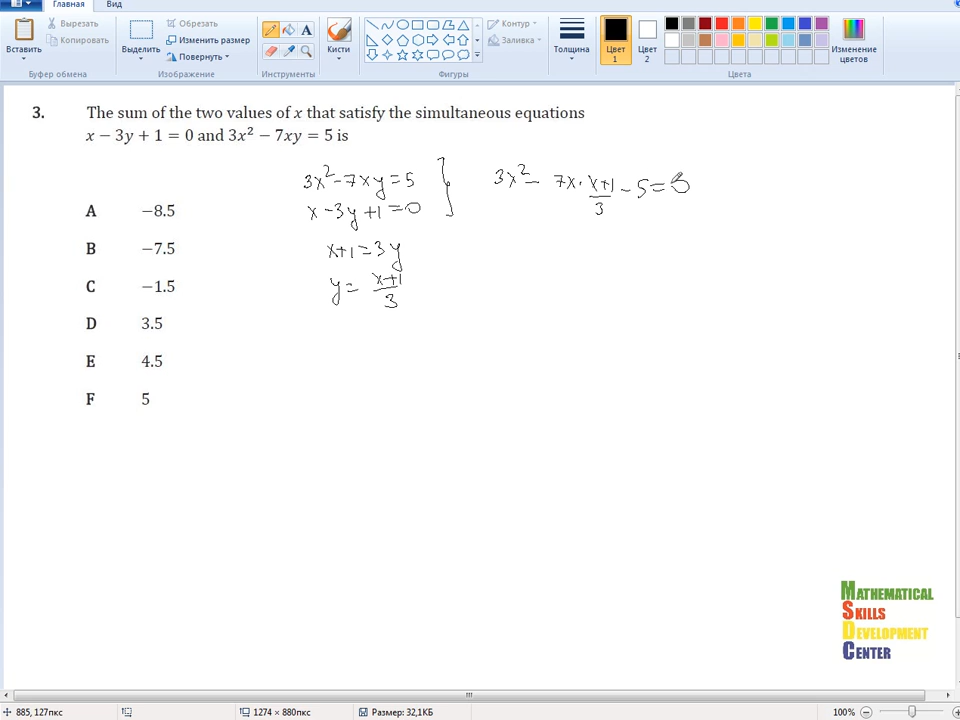 Главная Вид
Вставить
Вырезать
Копировать
Буфер обмена
Выделить
Обрезать
Изменить размер
Повернуть
Изображение
A
Инструменты
Кисти
Контур
Заливка
Фигуры
Толщина
Цвет 1
Цвет 2
Изменение цветов
Цвета
3. The sum of the two values of x that satisfy the simultaneous equations
x − 3y + 1 = 0 and 3x² − 7xy = 5 is
A −8.5
B −7.5
C −1.5
D 3.5
E 4.5
F 5
3x²-7xy=5
x-3y+1=0
x+1=3y
y= x+1/3
3x²- 7x· x+1/3 -5=
MATHEMATICAL
SKILLS
DEVELOPMENT
CENTER
885, 127пкс
1274 × 880пкс
Размер: 32,1КБ
100%